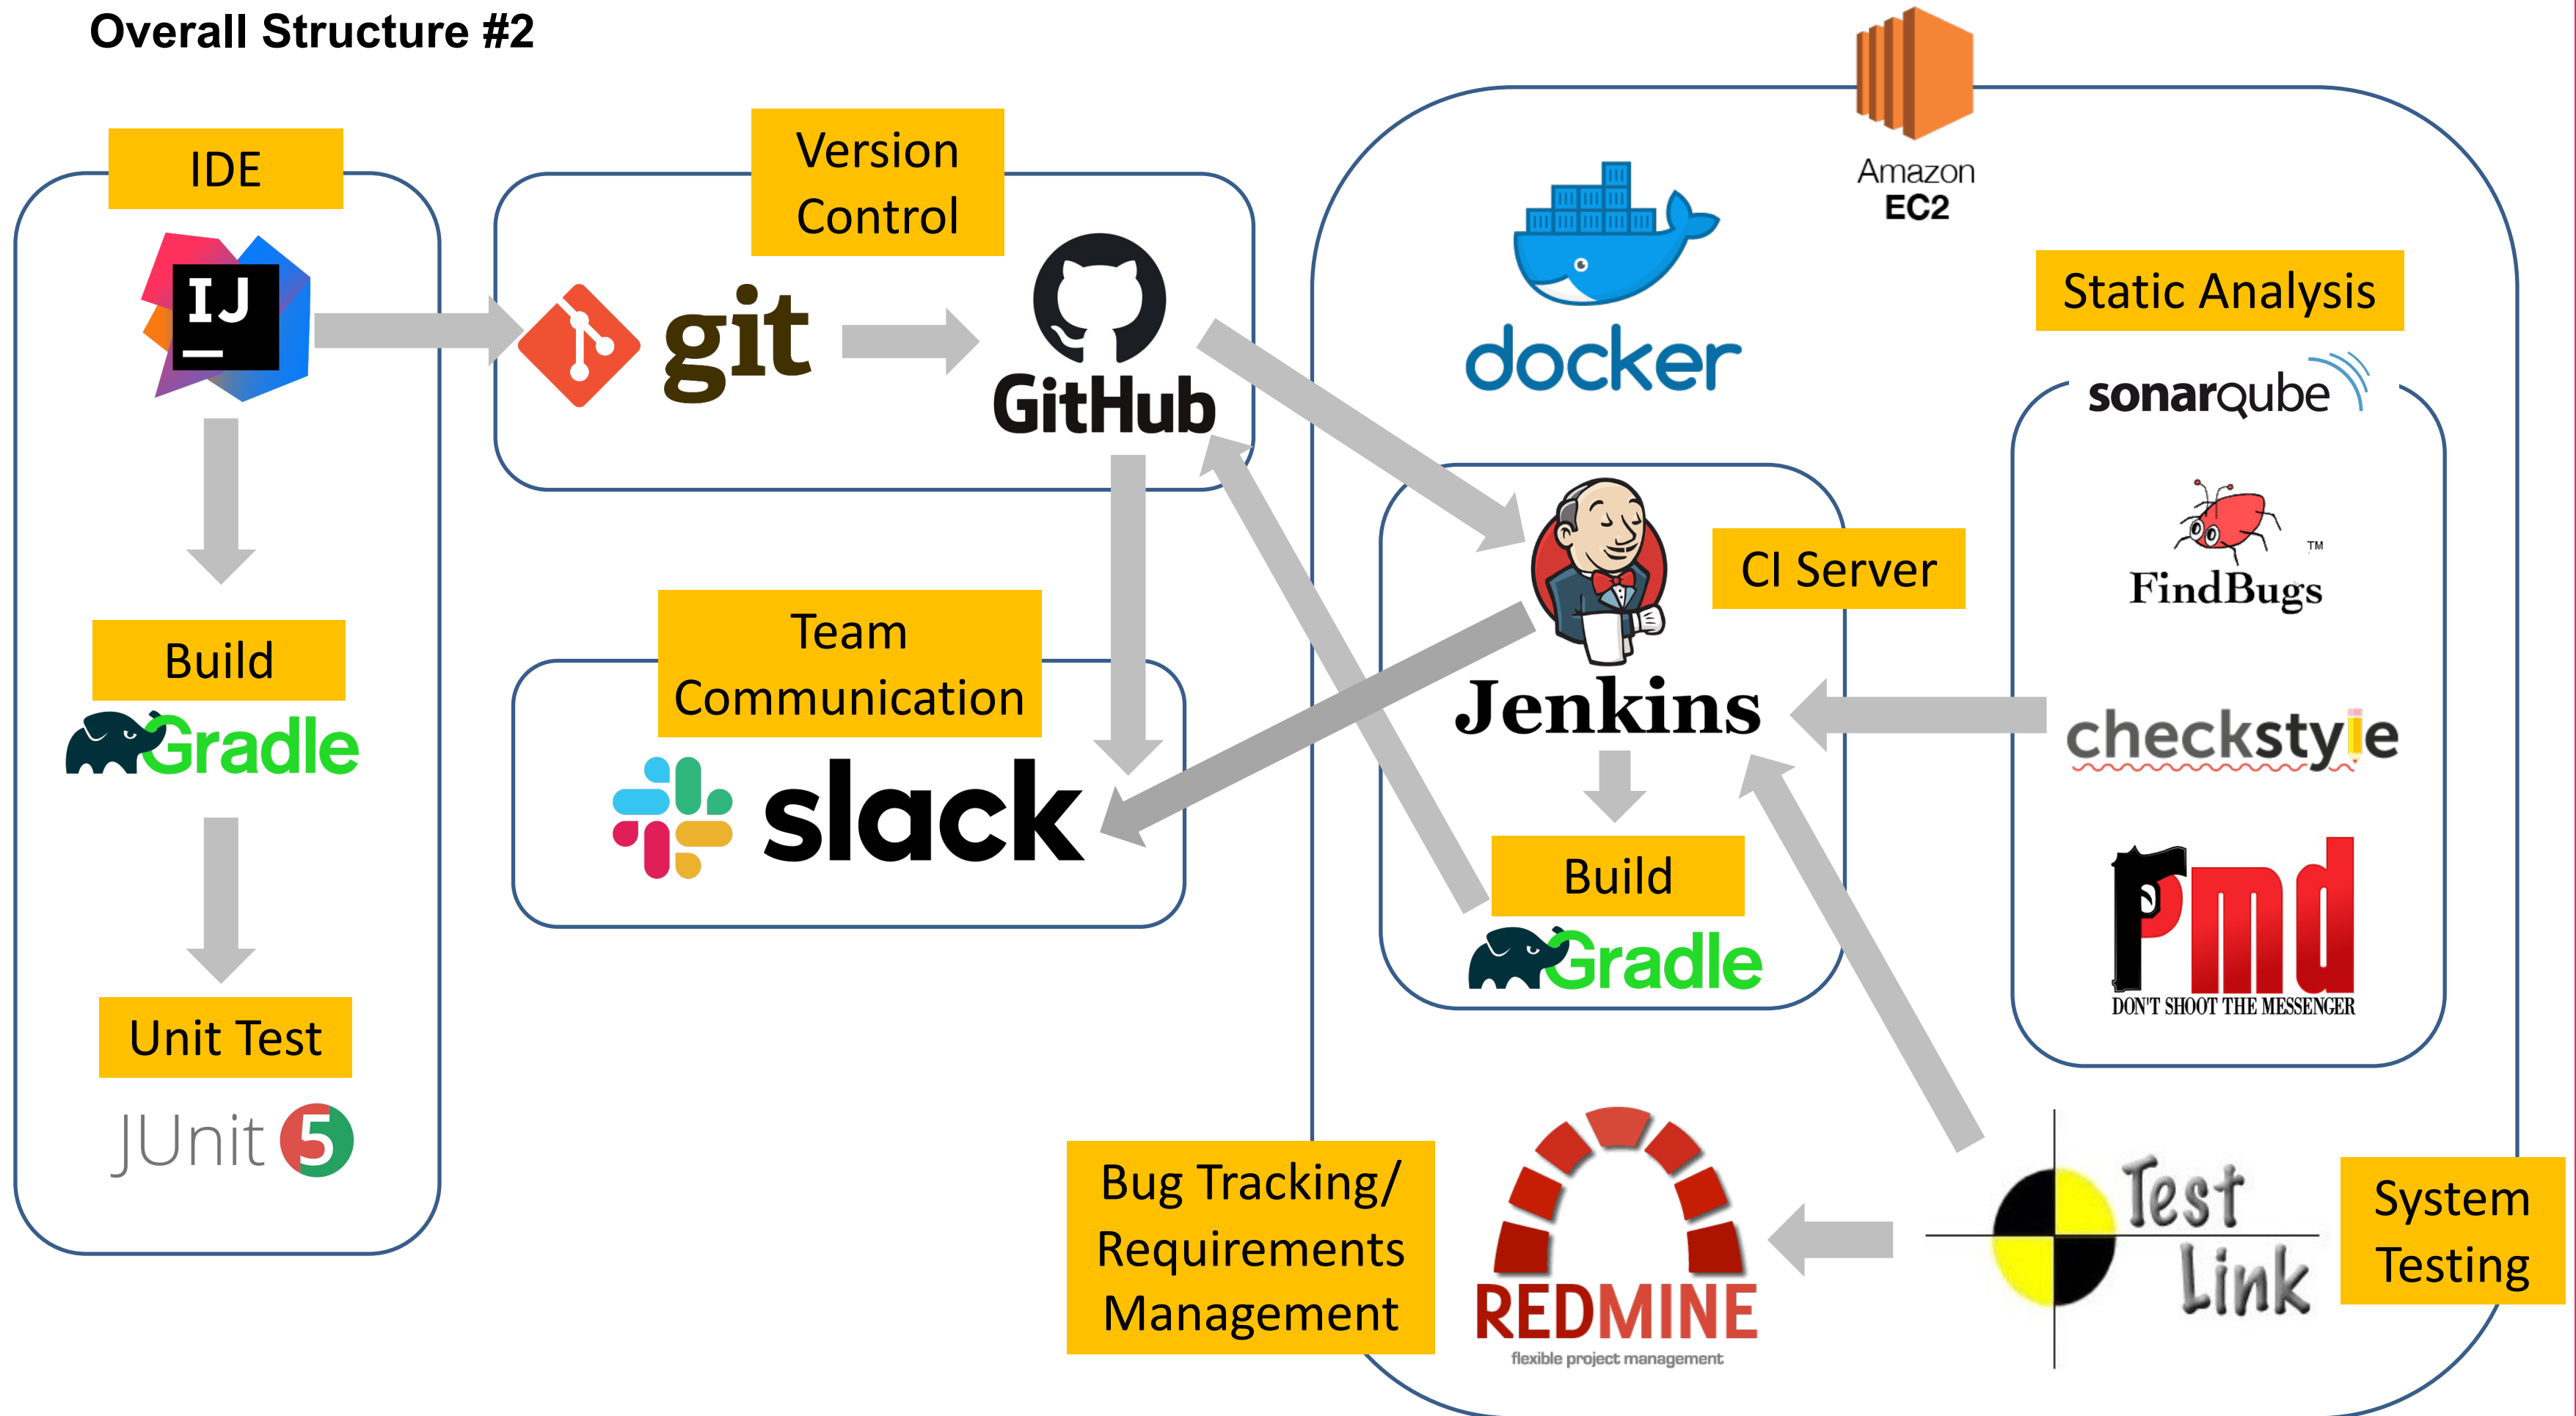 Overall Structure #2
IDE
IJ
Build
Gradle
Unit Test
JUnit 5
Version
Control
git
GitHub
Team
Communication
slack
Amazon
EC2
docker
CI Server
Jenkins
Build
Gradle
Static Analysis
sonarqube
FindBugs
TM
checkstyle
pmd
DON'T SHOOT THE MESSENGER
Bug Tracking/
Requirements
Management
REDMINE
flexible project management
Test
Link
System
Testing